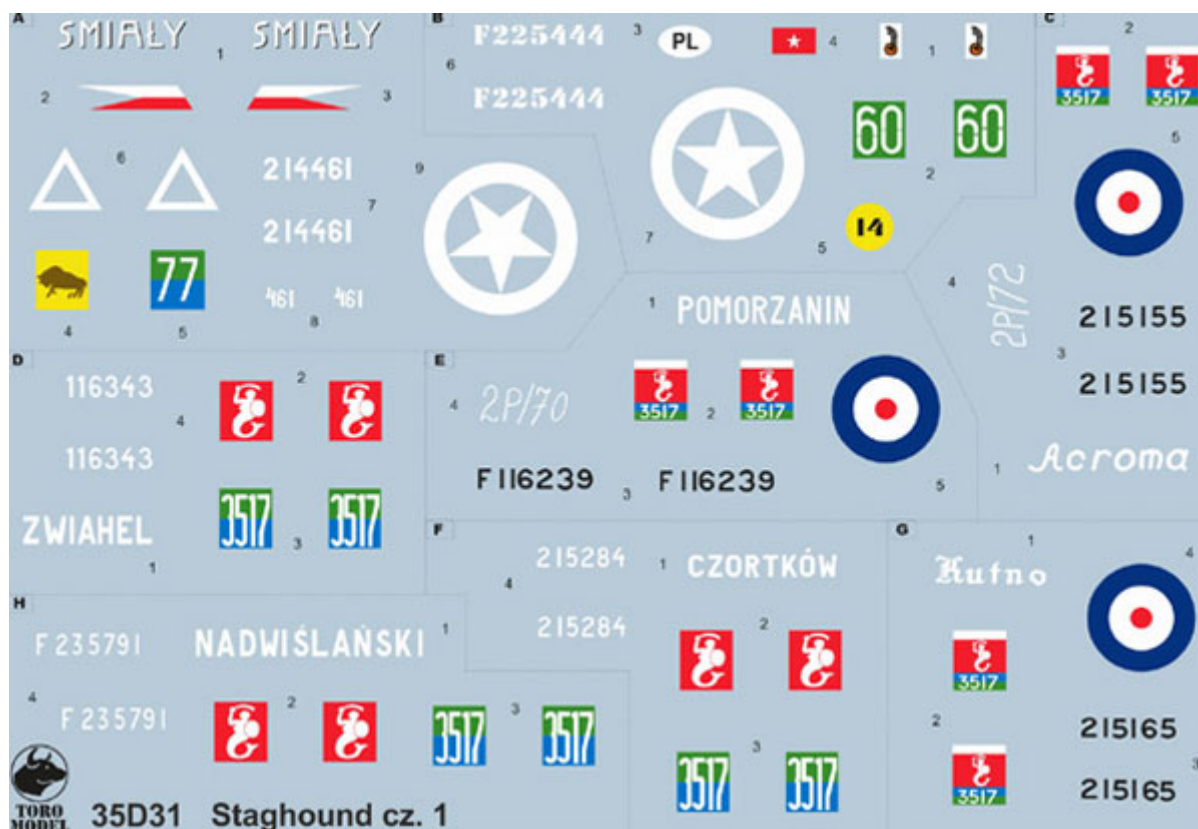 A
ŚMIAŁY
ŚMIAŁY
1
2
3
6
214461
214461
7
77
461
461
4
5
8
B
F225444
F225444
6
3
PL
4
1
60
60
2
9
7
5
14
C
2
3517
3517
5
4
2P/72
215155
3
215155
1
Acroma
D
116343
2
4
116343
3517
3517
3
ZWIAHEL
1
E
1
POMORZANIN
4
2P/70
3517
3517
2
F116239
3
F116239
5
F
215284
4
1
CZORTKÓW
215284
2
3
3517
3517
G
1
Kutno
4
3517
2
215165
3517
215165
3
H
F235791
NADWIŚLAŃSKI
1
4
F235791
2
3517
3
3517
TORO
MODEL
35D31 Staghound cz. 1